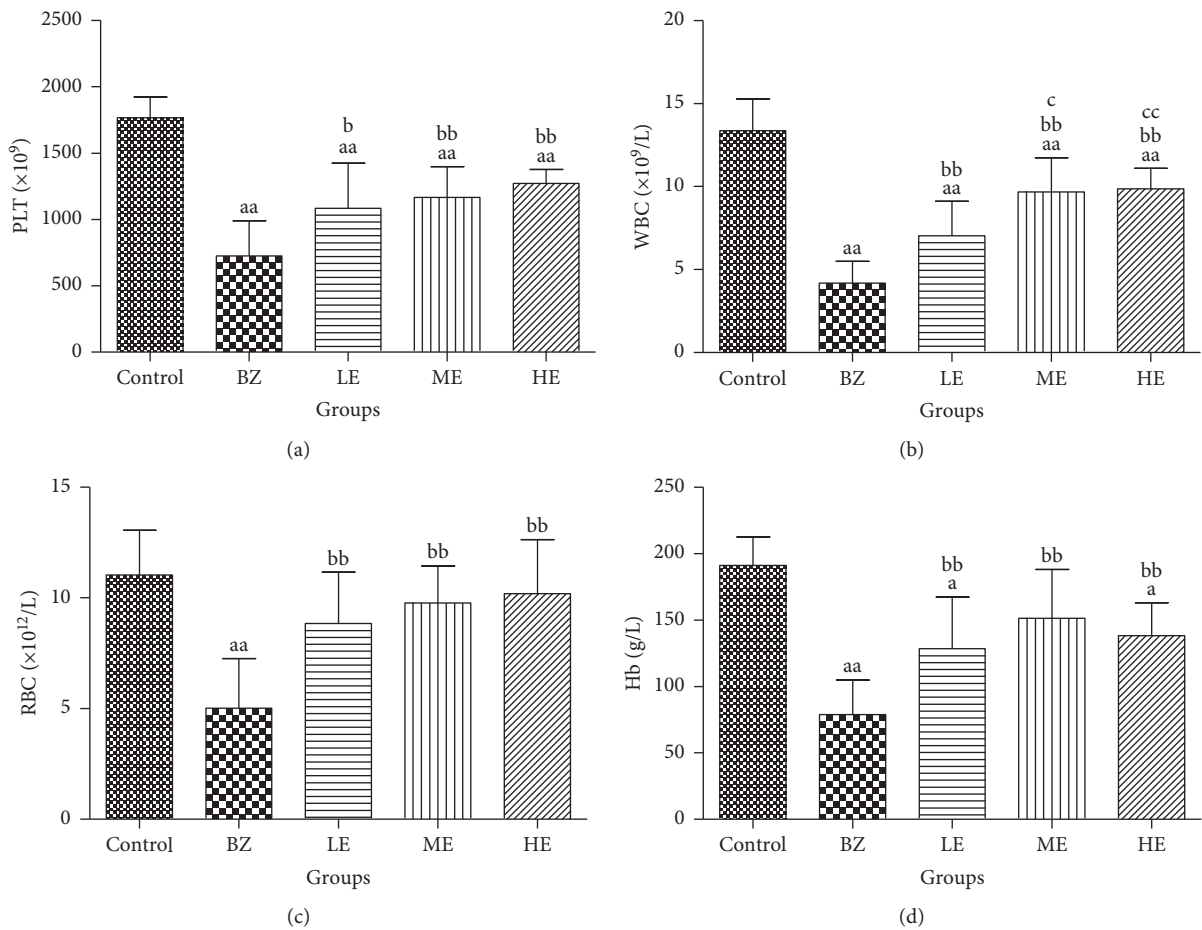 2500
2000
1500
1000
500
0
PLT (×10⁹)
aa
b
aa
bb
aa
bb
aa
Control BZ LE ME HE
Groups
(a)
20
15
10
5
0
WBC (×10⁹/L)
aa
bb
aa
c
bb
aa
cc
bb
aa
Control BZ LE ME HE
Groups
(b)
15
10
5
0
RBC (×10¹²/L)
aa
bb
bb
bb
Control BZ LE ME HE
Groups
(c)
250
200
150
100
50
0
Hb (g/L)
aa
bb
a
bb
bb
a
Control BZ LE ME HE
Groups
(d)